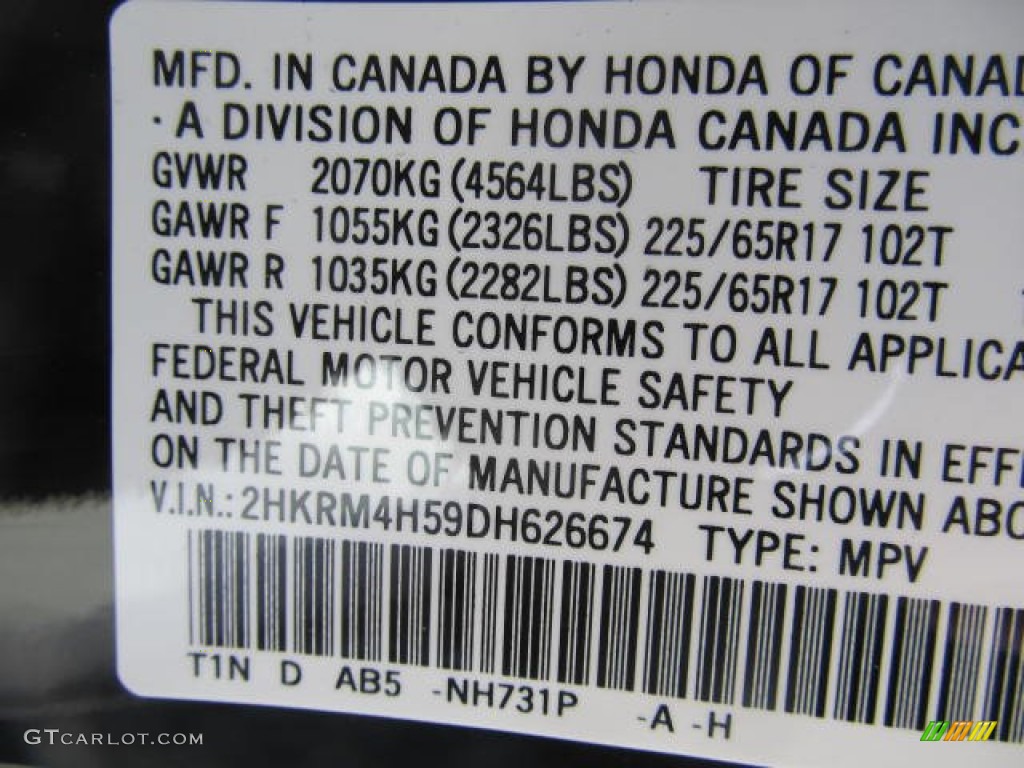 MFD. IN CANADA BY HONDA OF CANAD
· A DIVISION OF HONDA CANADA INC
GVWR 2070KG (4564LBS) TIRE SIZE
GAWR F 1055KG (2326LBS) 225/65R17 102T
GAWR R 1035KG (2282LBS) 225/65R17 102T
THIS VEHICLE CONFORMS TO ALL APPLICA
FEDERAL MOTOR VEHICLE SAFETY
AND THEFT PREVENTION STANDARDS IN EFFE
ON THE DATE OF MANUFACTURE SHOWN ABO
V.I.N.: 2HKRM4H59DH626674 TYPE: MPV
T1N D AB5 -NH731P -A -H
GTCARLOT.COM